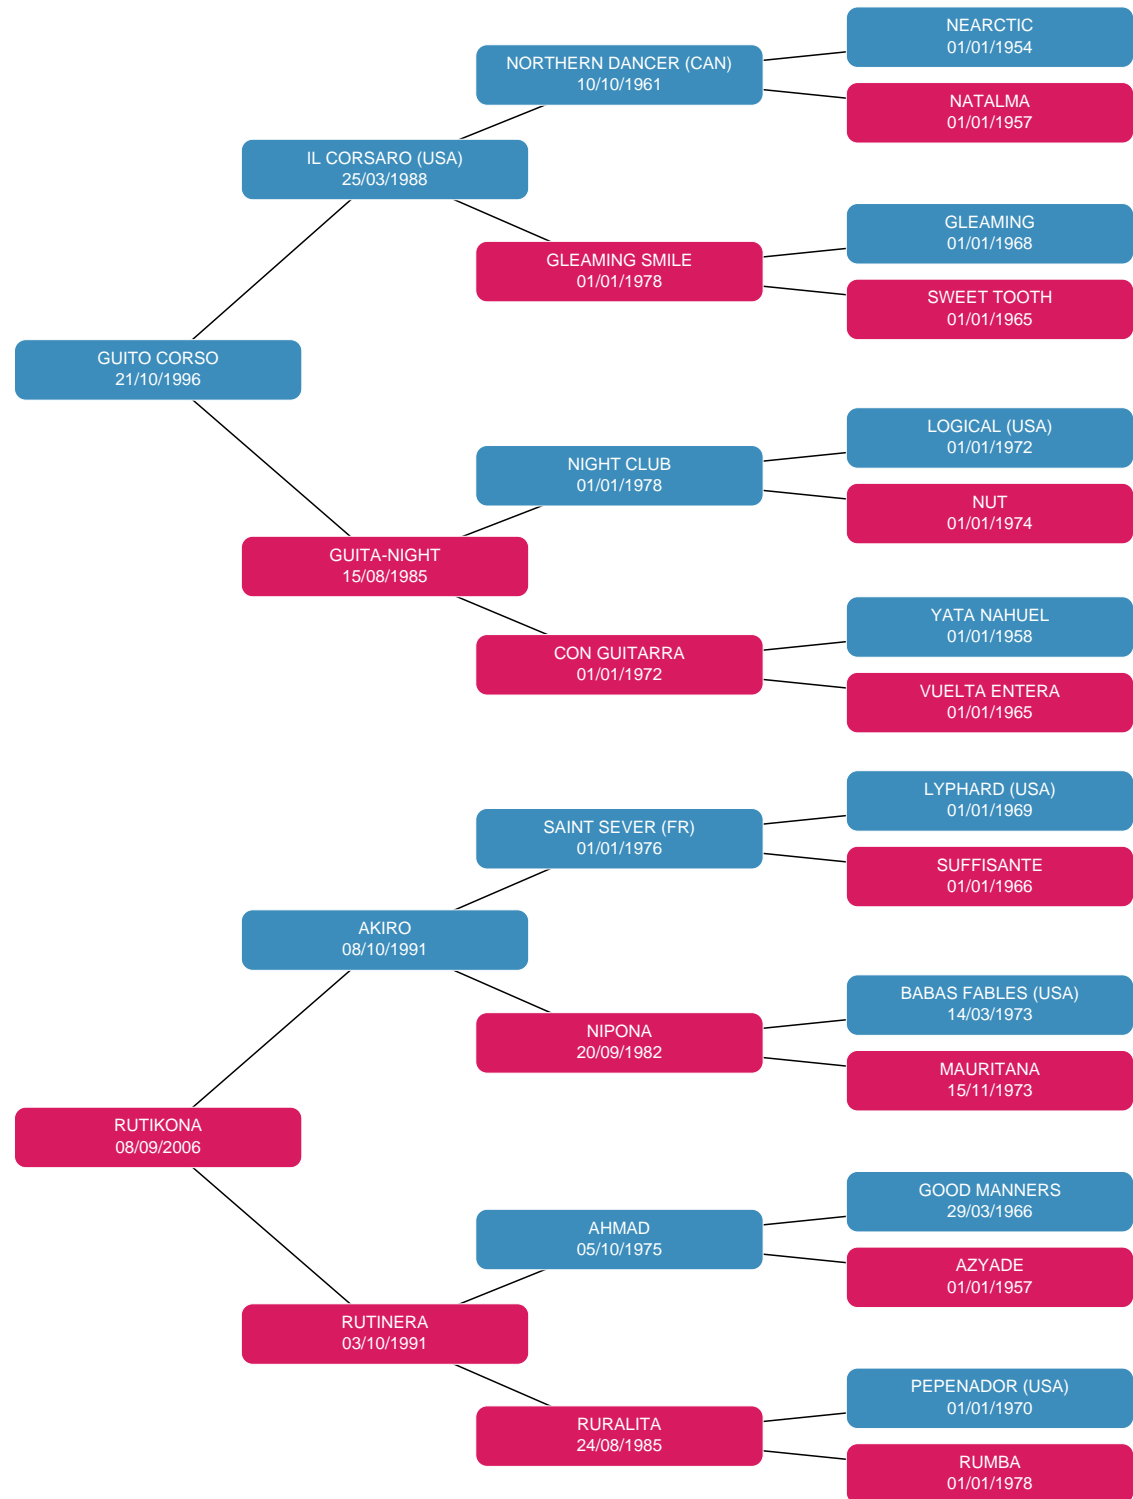 NEARCTIC
01/01/1954
NORTHERN DANCER (CAN)
10/10/1961
NATALMA
01/01/1957
IL CORSARO (USA)
25/03/1988
GLEAMING
01/01/1968
GLEAMING SMILE
01/01/1978
SWEET TOOTH
01/01/1965
GUITO CORSO
21/10/1996
LOGICAL (USA)
01/01/1972
NIGHT CLUB
01/01/1978
NUT
01/01/1974
GUITA-NIGHT
15/08/1985
YATA NAHUEL
01/01/1958
CON GUITARRA
01/01/1972
VUELTA ENTERA
01/01/1965
LYPHARD (USA)
01/01/1969
SAINT SEVER (FR)
01/01/1976
SUFFISANTE
01/01/1966
AKIRO
08/10/1991
BABAS FABLES (USA)
14/03/1973
NIPONA
20/09/1982
MAURITANA
15/11/1973
RUTIKONA
08/09/2006
GOOD MANNERS
29/03/1966
AHMAD
05/10/1975
AZYADE
01/01/1957
RUTINERA
03/10/1991
PEPENADOR (USA)
01/01/1970
RURALITA
24/08/1985
RUMBA
01/01/1978